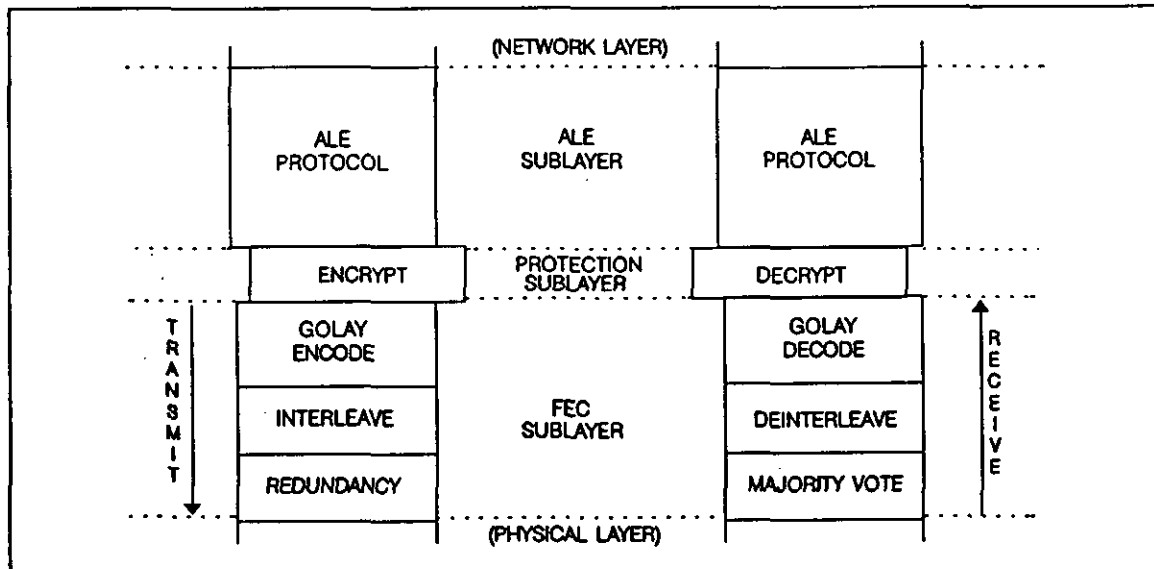 (NETWORK LAYER)
ALE
PROTOCOL
ALE
SUBLAYER
ALE
PROTOCOL
ENCRYPT
PROTECTION
SUBLAYER
DECRYPT
TRANSMIT
GOLAY
ENCODE
INTERLEAVE
REDUNDANCY
FEC
SUBLAYER
GOLAY
DECODE
DEINTERLEAVE
MAJORITY VOTE
RECEIVE
(PHYSICAL LAYER)